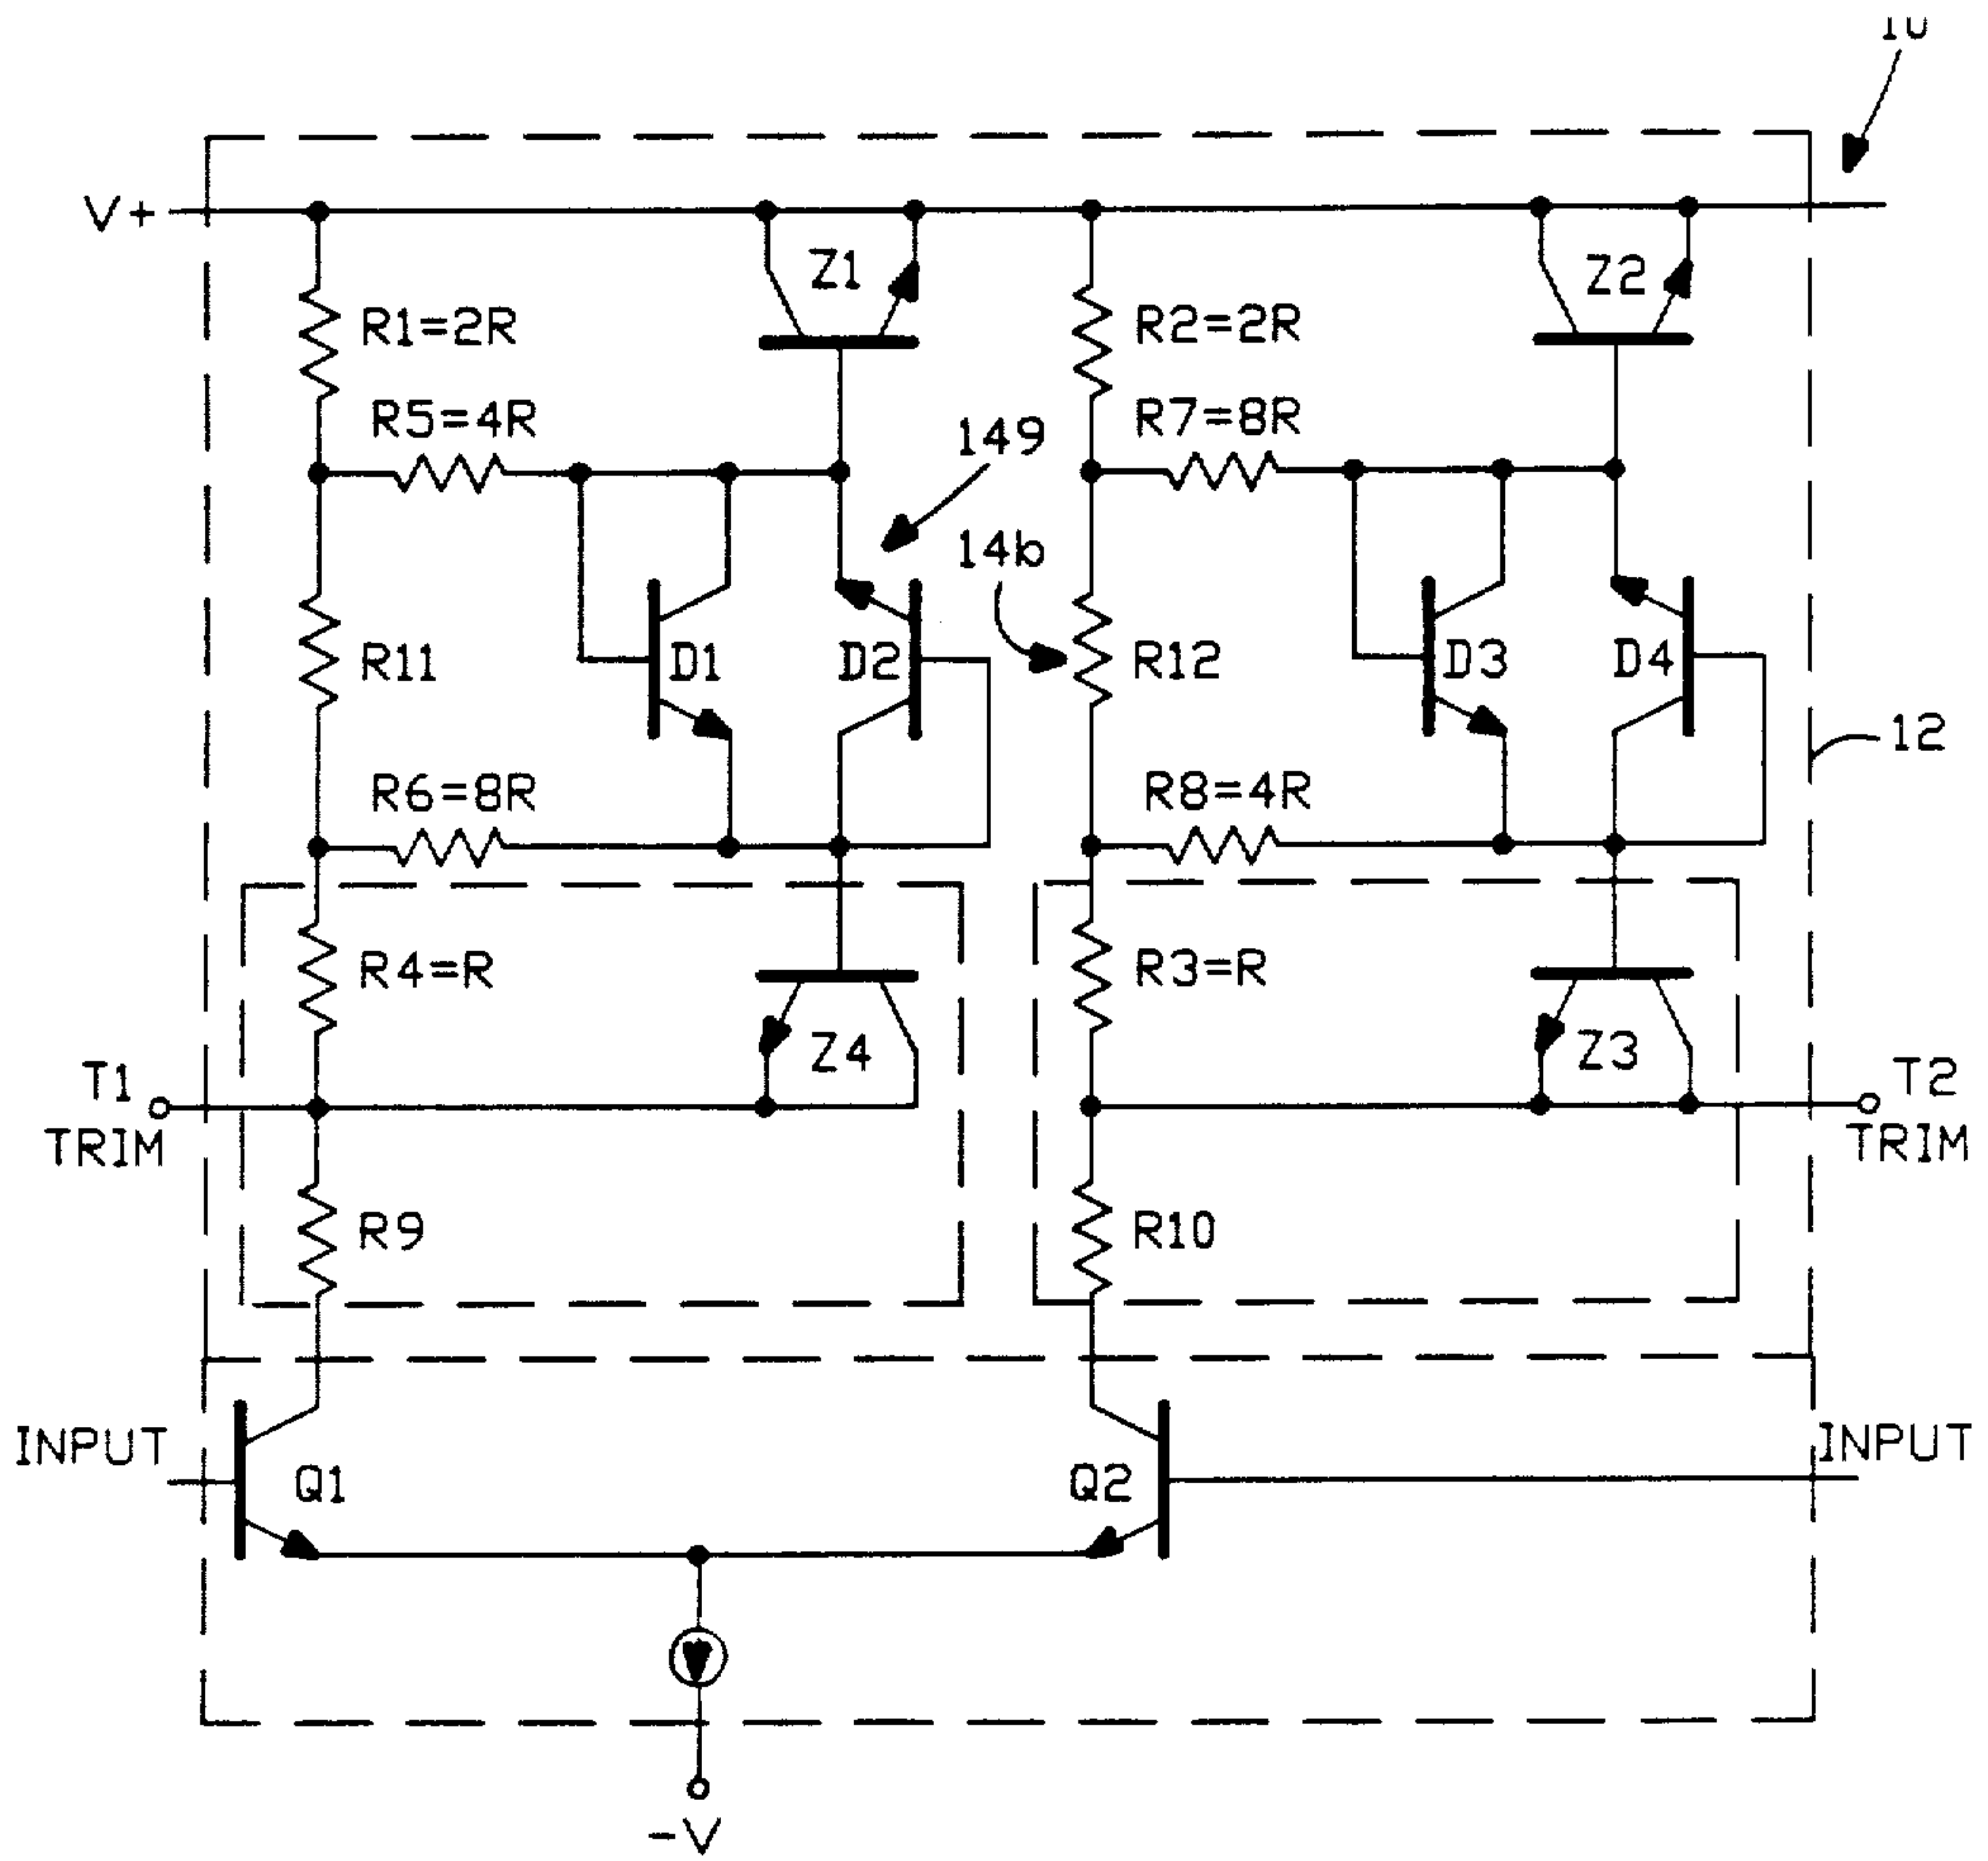 10
V+
Z1
Z2
R1=2R
R2=2R
R5=4R
R7=8R
149
14b
R11
D1
D2
R12
D3
D4
12
R6=8R
R8=4R
R4=R
R3=R
Z4
Z3
T1
TRIM
T2
TRIM
R9
R10
INPUT
INPUT
Q1
Q2
-V